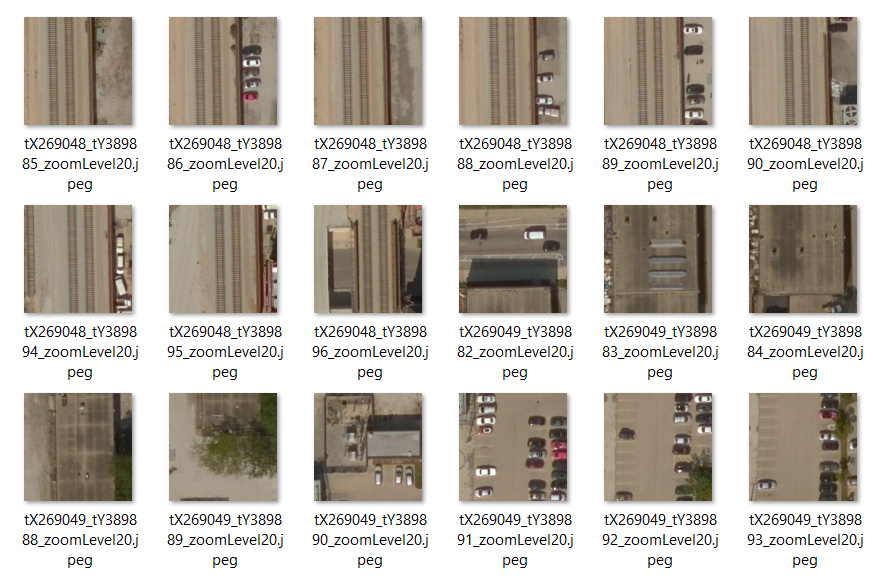 tX269048_tY3898 tX269048_tY3898 tX269048_tY3898 tX269048_tY3898 tX269048_tY3898 tX269048_tY3898
85_zoomLevel20.j 86_zoomLevel20.j 87_zoomLevel20.j 88_zoomLevel20.j 89_zoomLevel20.j 90_zoomLevel20.j
peg peg peg peg peg peg
tX269048_tY3898 tX269048_tY3898 tX269048_tY3898 tX269049_tY3898 tX269049_tY3898 tX269049_tY3898
94_zoomLevel20.j 95_zoomLevel20.j 96_zoomLevel20.j 82_zoomLevel20.j 83_zoomLevel20.j 84_zoomLevel20.j
peg peg peg peg peg peg
tX269049_tY3898 tX269049_tY3898 tX269049_tY3898 tX269049_tY3898 tX269049_tY3898 tX269049_tY3898
88_zoomLevel20.j 89_zoomLevel20.j 90_zoomLevel20.j 91_zoomLevel20.j 92_zoomLevel20.j 93_zoomLevel20.j
peg peg peg peg peg peg